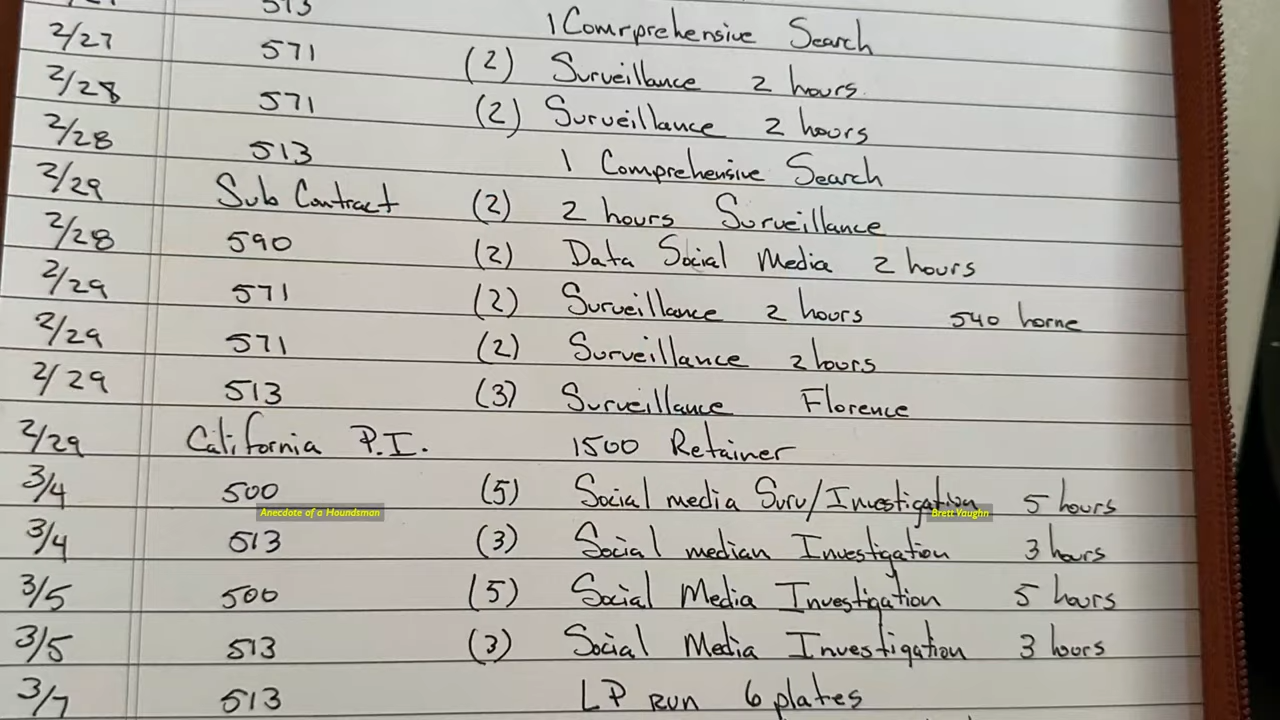 513 1 Comrprehensive Search
2/27 571 (2) Surveillance 2 hours.
2/28 571 (2) Surveillance 2 hours
2/28 513 1 Comprehensive Search
2/29 Sub Contract (2) 2 hours Surveillance
2/28 590 (2) Data Social Media 2 hours
2/29 571 (2) Surveillance 2 hours 540 horne
2/29 571 (2) Surveillance 2 hours
2/29 513 (3) Surveillance Florence
2/29 California P.I. 1500 Retainer
3/4 500 (5) Social media Surv/Investigation 5 hours
Anecdote of a Houndsman Brett Vaughn
3/4 513 (3) Social median Investigation 3 hours
3/5 500 (5) Social Media Investigation 5 hours
3/5 513 (3) Social Media Investigation 3 hours
3/7 513 LP run 6 plates